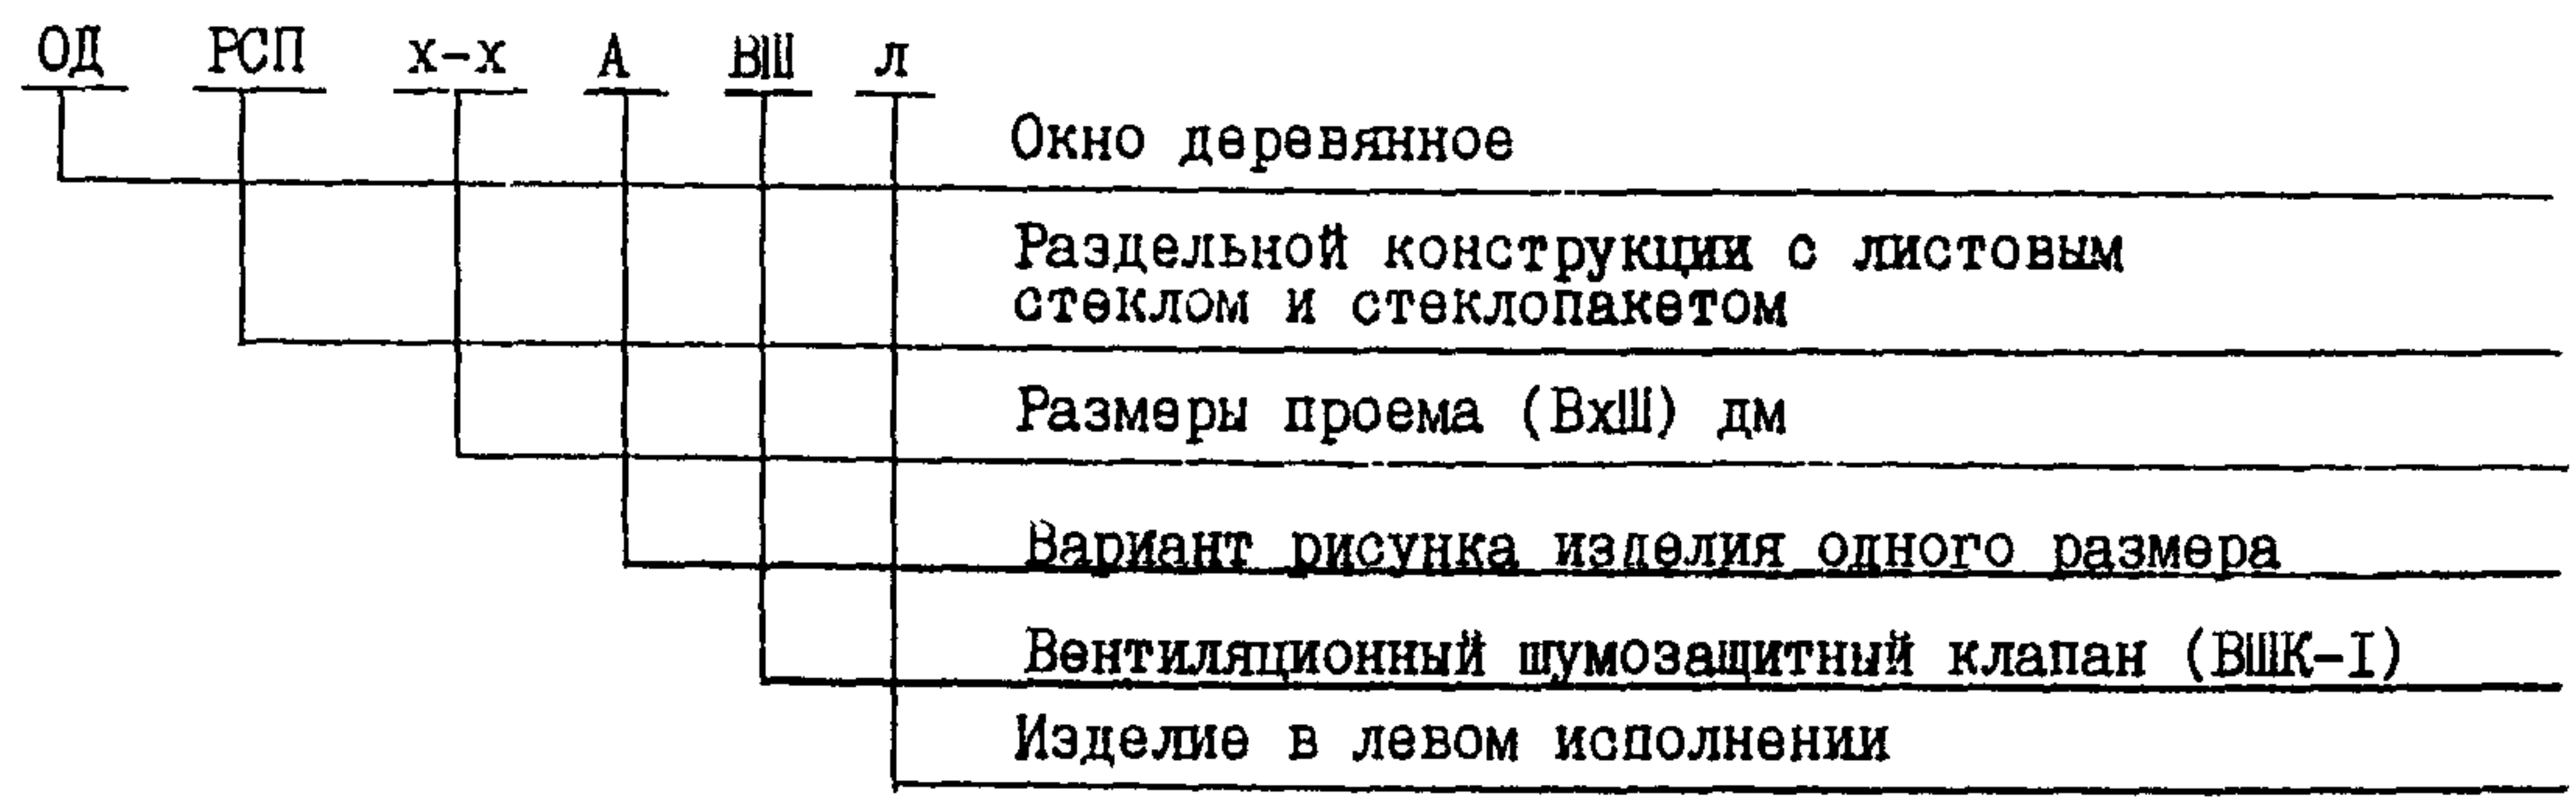 ОД РСП х-х А ВШ л
Окно деревянное
Раздельной конструкции с листовым
стеклом и стеклопакетом
Размеры проема (ВхШ) дм
Вариант рисунка изделия одного размера
Вентиляционный шумозащитный клапан (ВШК-I)
Изделие в левом исполнении